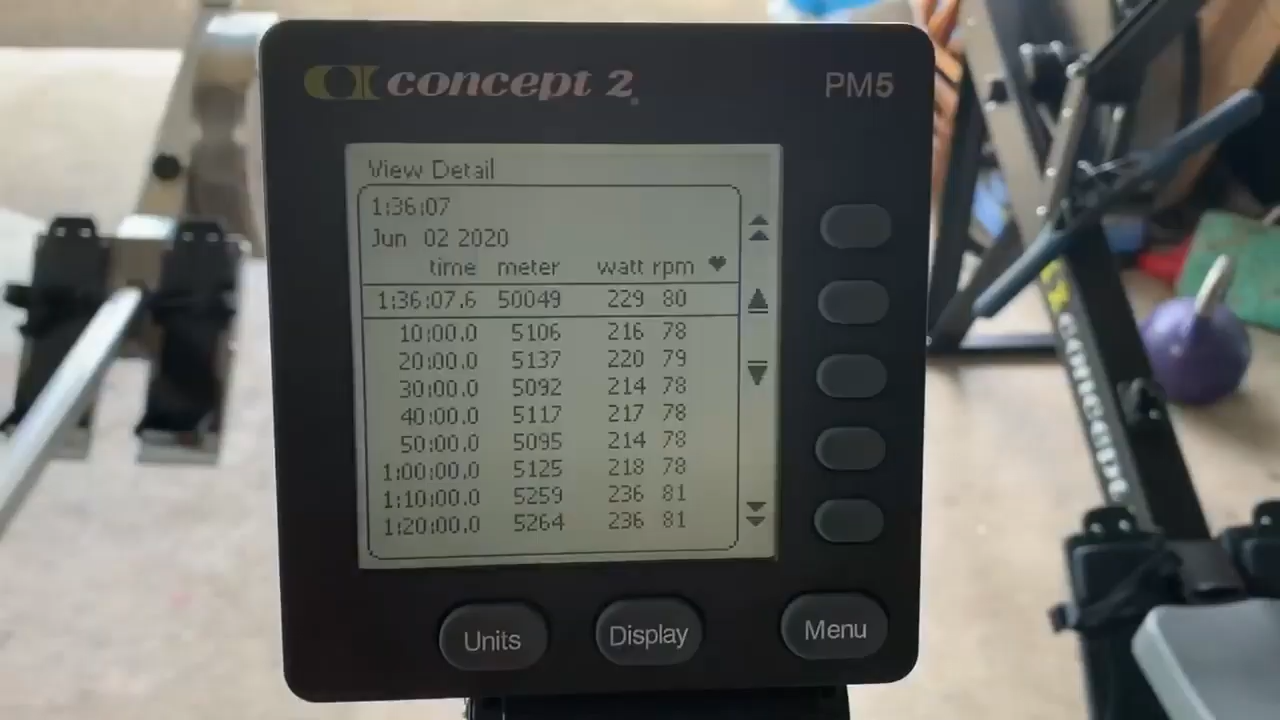 concept 2.
PM5
View Detail
1:36:07
Jun 02 2020
time meter watt rpm
1:36:07.6 50049 229 80
10:00.0 5106 216 78
20:00.0 5137 220 79
30:00.0 5092 214 78
40:00.0 5117 217 78
50:00.0 5095 214 78
1:00:00.0 5125 218 78
1:10:00.0 5259 236 81
1:20:00.0 5264 236 81
Units
Display
Menu